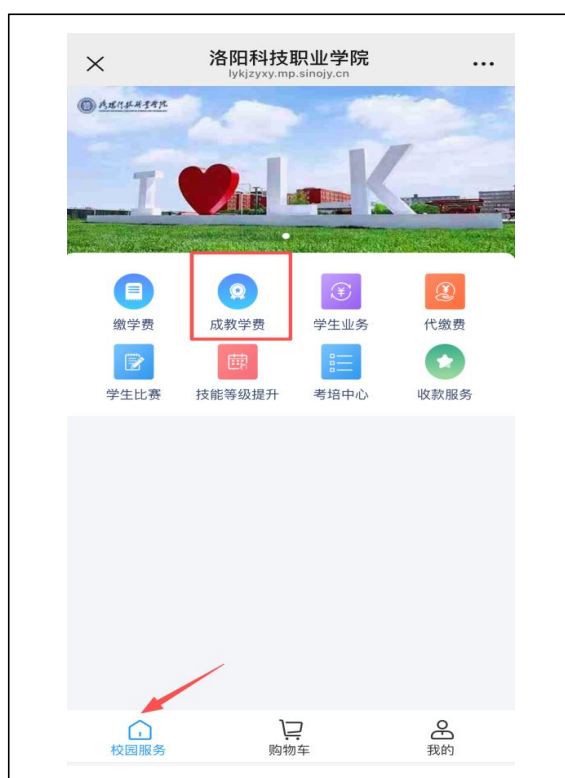 洛阳科技职业学院
lykjzyxy.mp.sinojy.cn
I LK
缴学费 成教学费 学生业务 代缴费
学生比赛 技能等级提升 考培中心 收款服务
校园服务 购物车 我的